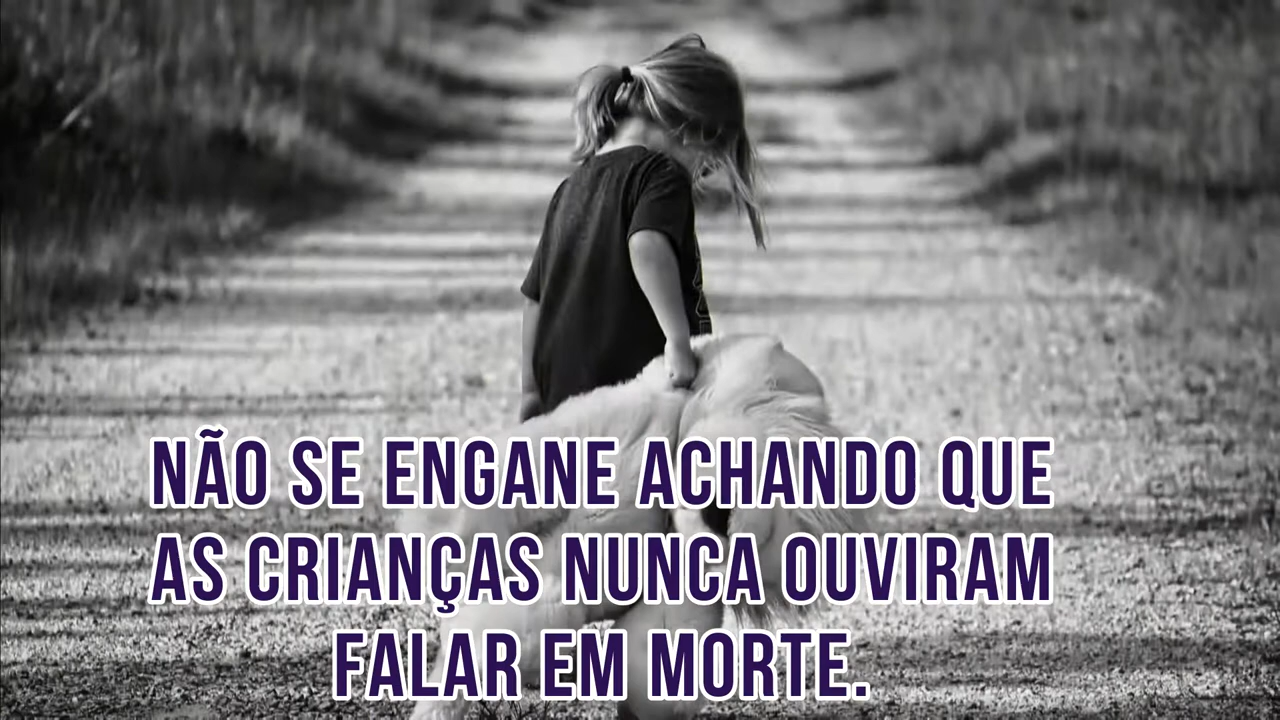 NÃO SE ENGANE ACHANDO QUE
AS CRIANÇAS NUNCA OUVIRAM
FALAR EM MORTE.